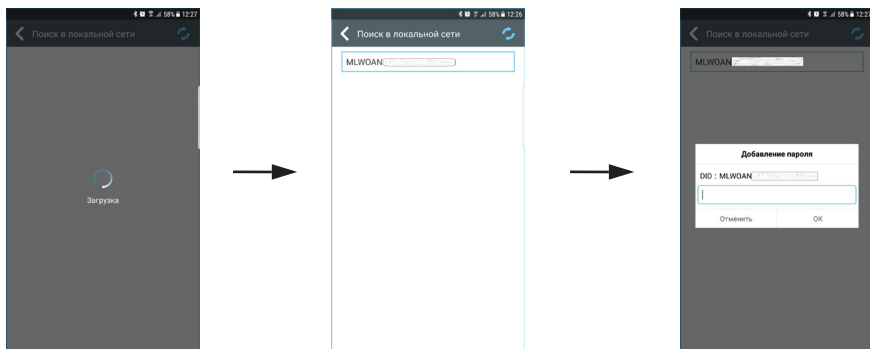 58% 12:27
Поиск в локальной сети
Загрузка
58% 12:26
Поиск в локальной сети
MLWOAN
58% 12:27
Поиск в локальной сети
MLWOAN
Добавление пароля
DID : MLWOAN
Отменить OK